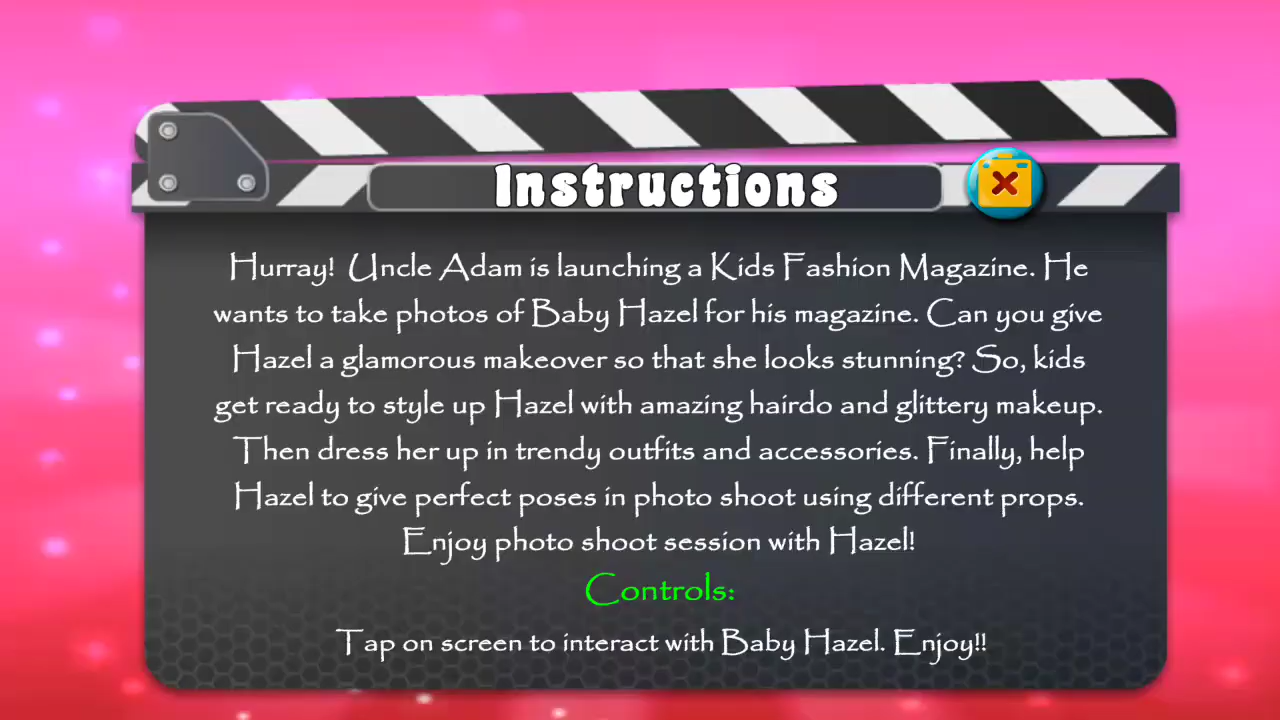 Instructions
Hurray! Uncle Adam is launching a Kids Fashion Magazine. He
wants to take photos of Baby Hazel for his magazine. Can you give
Hazel a glamorous makeover so that she looks stunning? So, kids
get ready to style up Hazel with amazing hairdo and glittery makeup.
Then dress her up in trendy outfits and accessories. Finally, help
Hazel to give perfect poses in photo shoot using different props.
Enjoy photo shoot session with Hazel!
Controls:
Tap on screen to interact with Baby Hazel. Enjoy!!